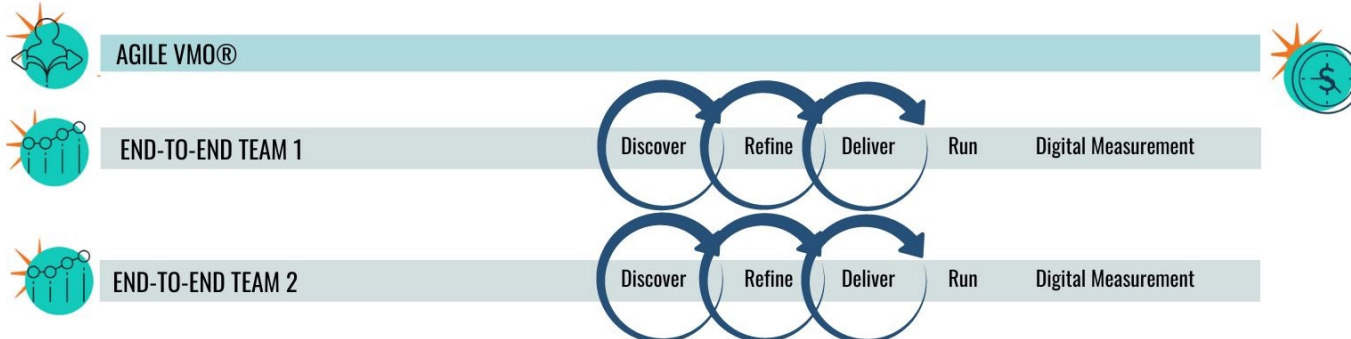 AGILE VMO®
END-TO-END TEAM 1 Discover Refine Deliver Run Digital Measurement
END-TO-END TEAM 2 Discover Refine Deliver Run Digital Measurement
$